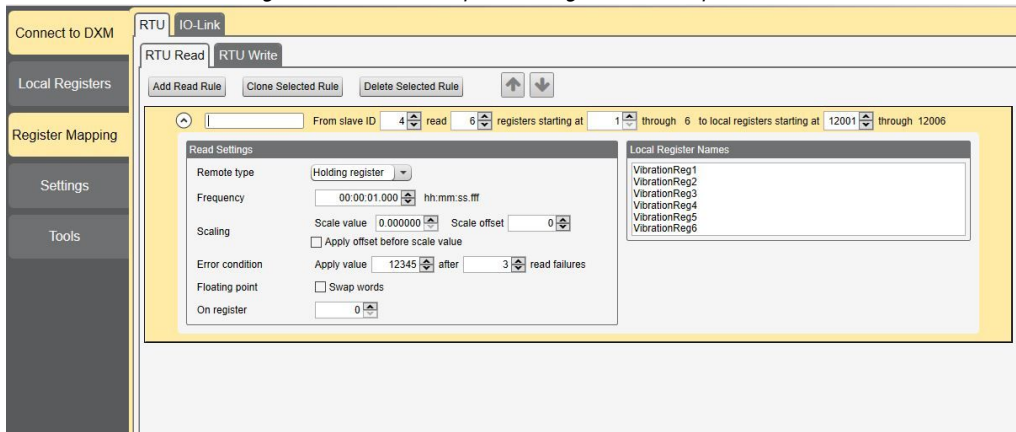 Connect to DXM
Local Registers
Register Mapping
Settings
Tools
RTU IO-Link
RTU Read RTU Write
Add Read Rule Clone Selected Rule Delete Selected Rule
From slave ID 4 read 6 registers starting at 1 through 6 to local registers starting at 12001 through 12006
Read Settings
Remote type Holding register
Frequency 00:00:01.000 hh:mm:ss.fff
Scaling Scale value 0.000000 Scale offset 0
Apply offset before scale value
Error condition Apply value 12345 after 3 read failures
Floating point Swap words
On register 0
Local Register Names
VibrationReg1
VibrationReg2
VibrationReg3
VibrationReg4
VibrationReg5
VibrationReg6